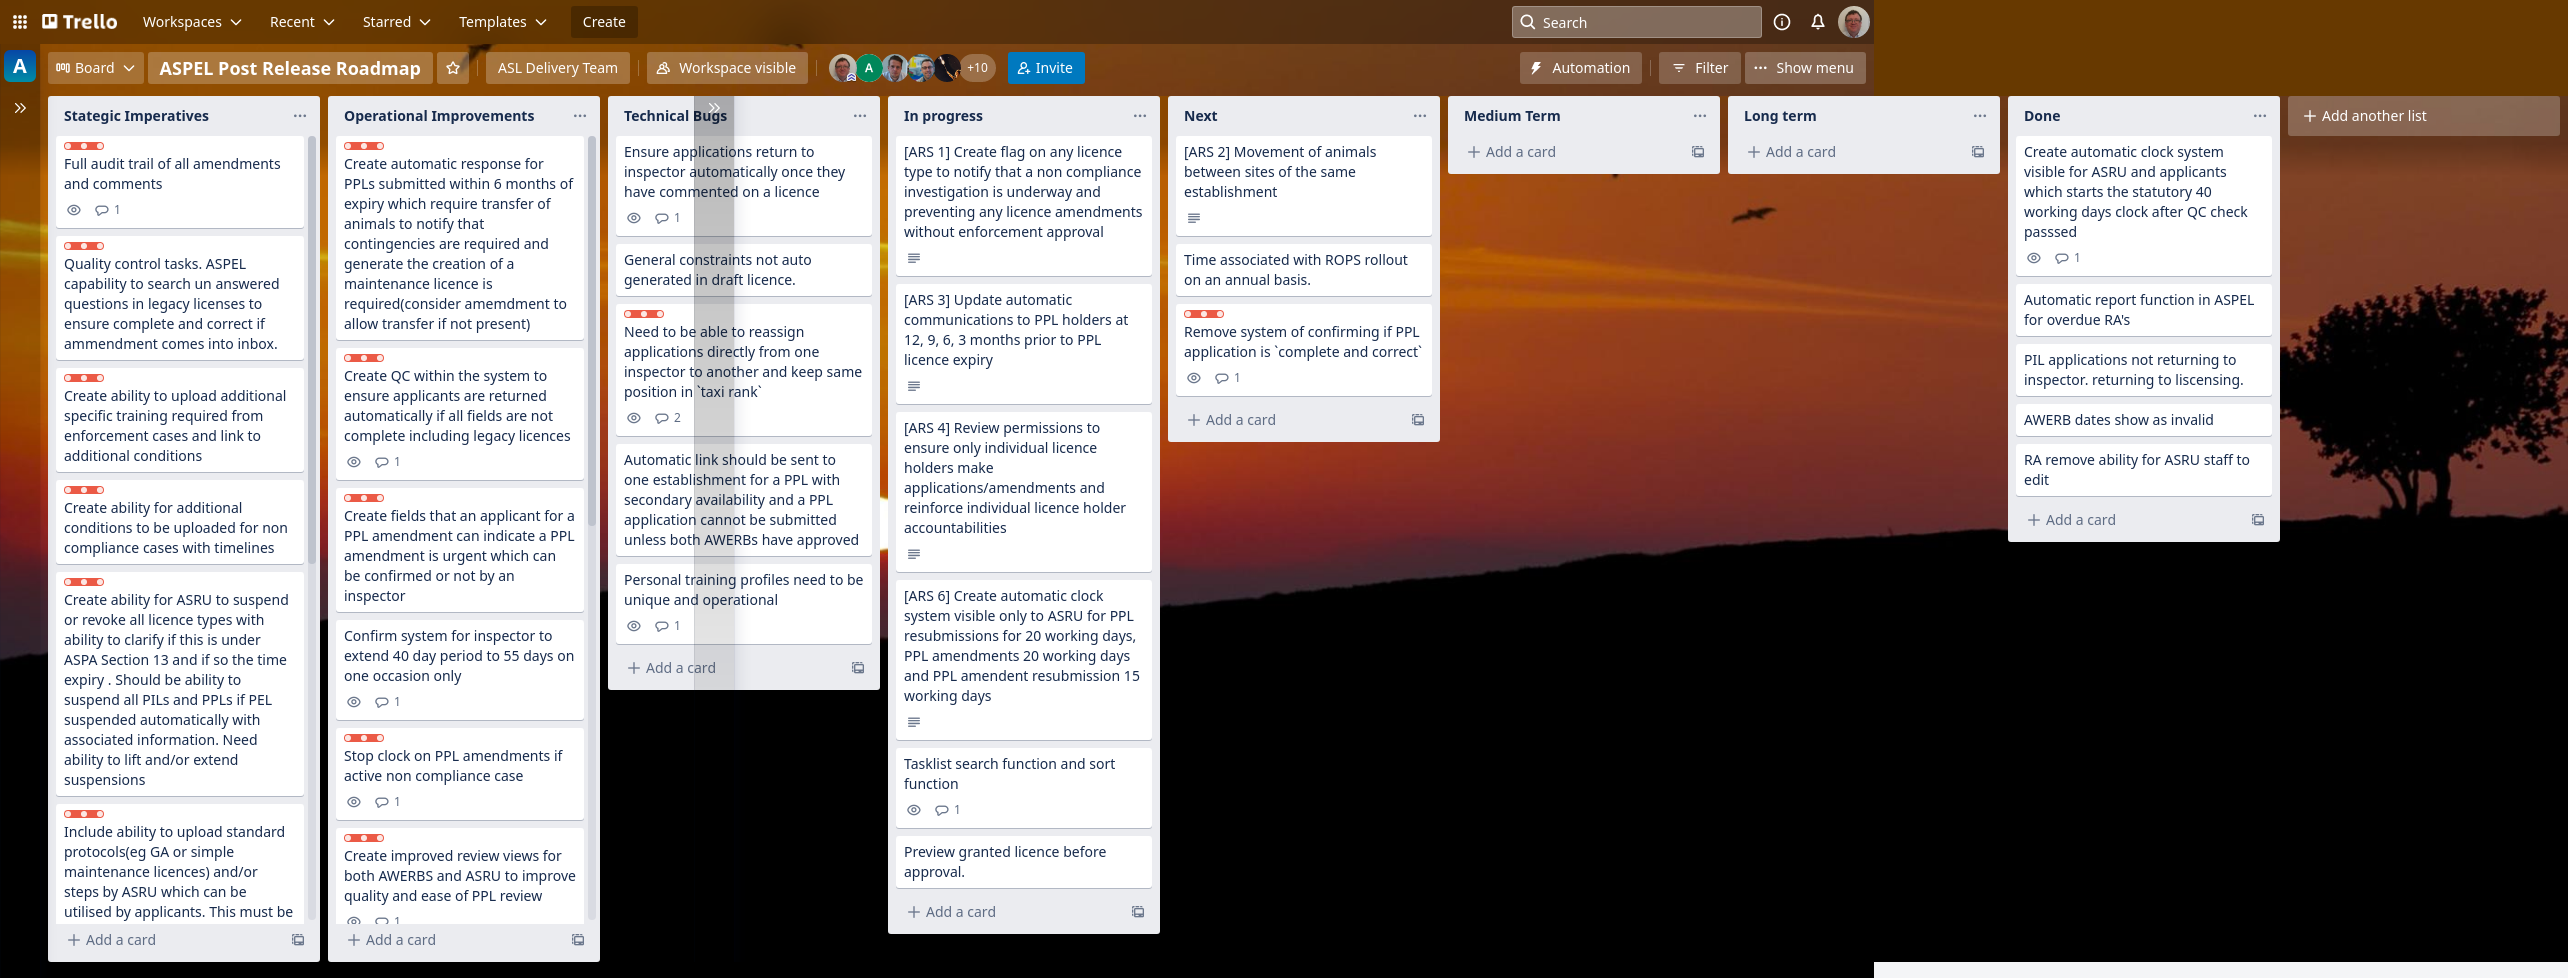 Trello
Workspaces
Recent
Starred
Templates
Create
Search
A
Board
ASPEL Post Release Roadmap
ASL Delivery Team
Workspace visible
A
+10
Invite
Automation
Filter
Show menu
Stategic Imperatives
Full audit trail of all amendments
and comments
1
Quality control tasks. ASPEL
capability to search un answered
questions in legacy licenses to
ensure complete and correct if
ammendment comes into inbox.
Create ability to upload additional
specific training required from
enforcement cases and link to
additional conditions
Create ability for additional
conditions to be uploaded for non
compliance cases with timelines
Create ability for ASRU to suspend
or revoke all licence types with
ability to clarify if this is under
ASPA Section 13 and if so the time
expiry . Should be ability to
suspend all PILs and PPLs if PEL
suspended automatically with
associated information. Need
ability to lift and/or extend
suspensions
Include ability to upload standard
protocols(eg GA or simple
maintenance licences) and/or
steps by ASRU which can be
utilised by applicants. This must be
Add a card
Operational Improvements
Create automatic response for
PPLs submitted within 6 months of
expiry which require transfer of
animals to notify that
contingencies are required and
generate the creation of a
maintenance licence is
required(consider amemdment to
allow transfer if not present)
Create QC within the system to
ensure applicants are returned
automatically if all fields are not
complete including legacy licences
1
Create fields that an applicant for a
PPL amendment can indicate a PPL
amendment is urgent which can
be confirmed or not by an
inspector
Confirm system for inspector to
extend 40 day period to 55 days on
one occasion only
1
Stop clock on PPL amendments if
active non compliance case
1
Create improved review views for
both AWERBS and ASRU to improve
quality and ease of PPL review
1
Add a card
Technical Bugs
Ensure applications return to
inspector automatically once they
have commented on a licence
1
General constraints not auto
generated in draft licence.
Need to be able to reassign
applications directly from one
inspector to another and keep same
position in `taxi rank`
2
Automatic link should be sent to
one establishment for a PPL with
secondary availability and a PPL
application cannot be submitted
unless both AWERBs have approved
Personal training profiles need to be
unique and operational
1
Add a card
In progress
[ARS 1] Create flag on any licence
type to notify that a non compliance
investigation is underway and
preventing any licence amendments
without enforcement approval
[ARS 3] Update automatic
communications to PPL holders at
12, 9, 6, 3 months prior to PPL
licence expiry
[ARS 4] Review permissions to
ensure only individual licence
holders make
applications/amendments and
reinforce individual licence holder
accountabilities
[ARS 6] Create automatic clock
system visible only to ASRU for PPL
resubmissions for 20 working days,
PPL amendments 20 working days
and PPL amendent resubmission 15
working days
Tasklist search function and sort
function
1
Preview granted licence before
approval.
Add a card
Next
[ARS 2] Movement of animals
between sites of the same
establishment
Time associated with ROPS rollout
on an annual basis.
Remove system of confirming if PPL
application is `complete and correct`
1
Add a card
Medium Term
Add a card
Long term
Add a card
Done
Create automatic clock system
visible for ASRU and applicants
which starts the statutory 40
working days clock after QC check
passsed
1
Automatic report function in ASPEL
for overdue RA's
PIL applications not returning to
inspector. returning to liscensing.
AWERB dates show as invalid
RA remove ability for ASRU staff to
edit
Add a card
Add another list